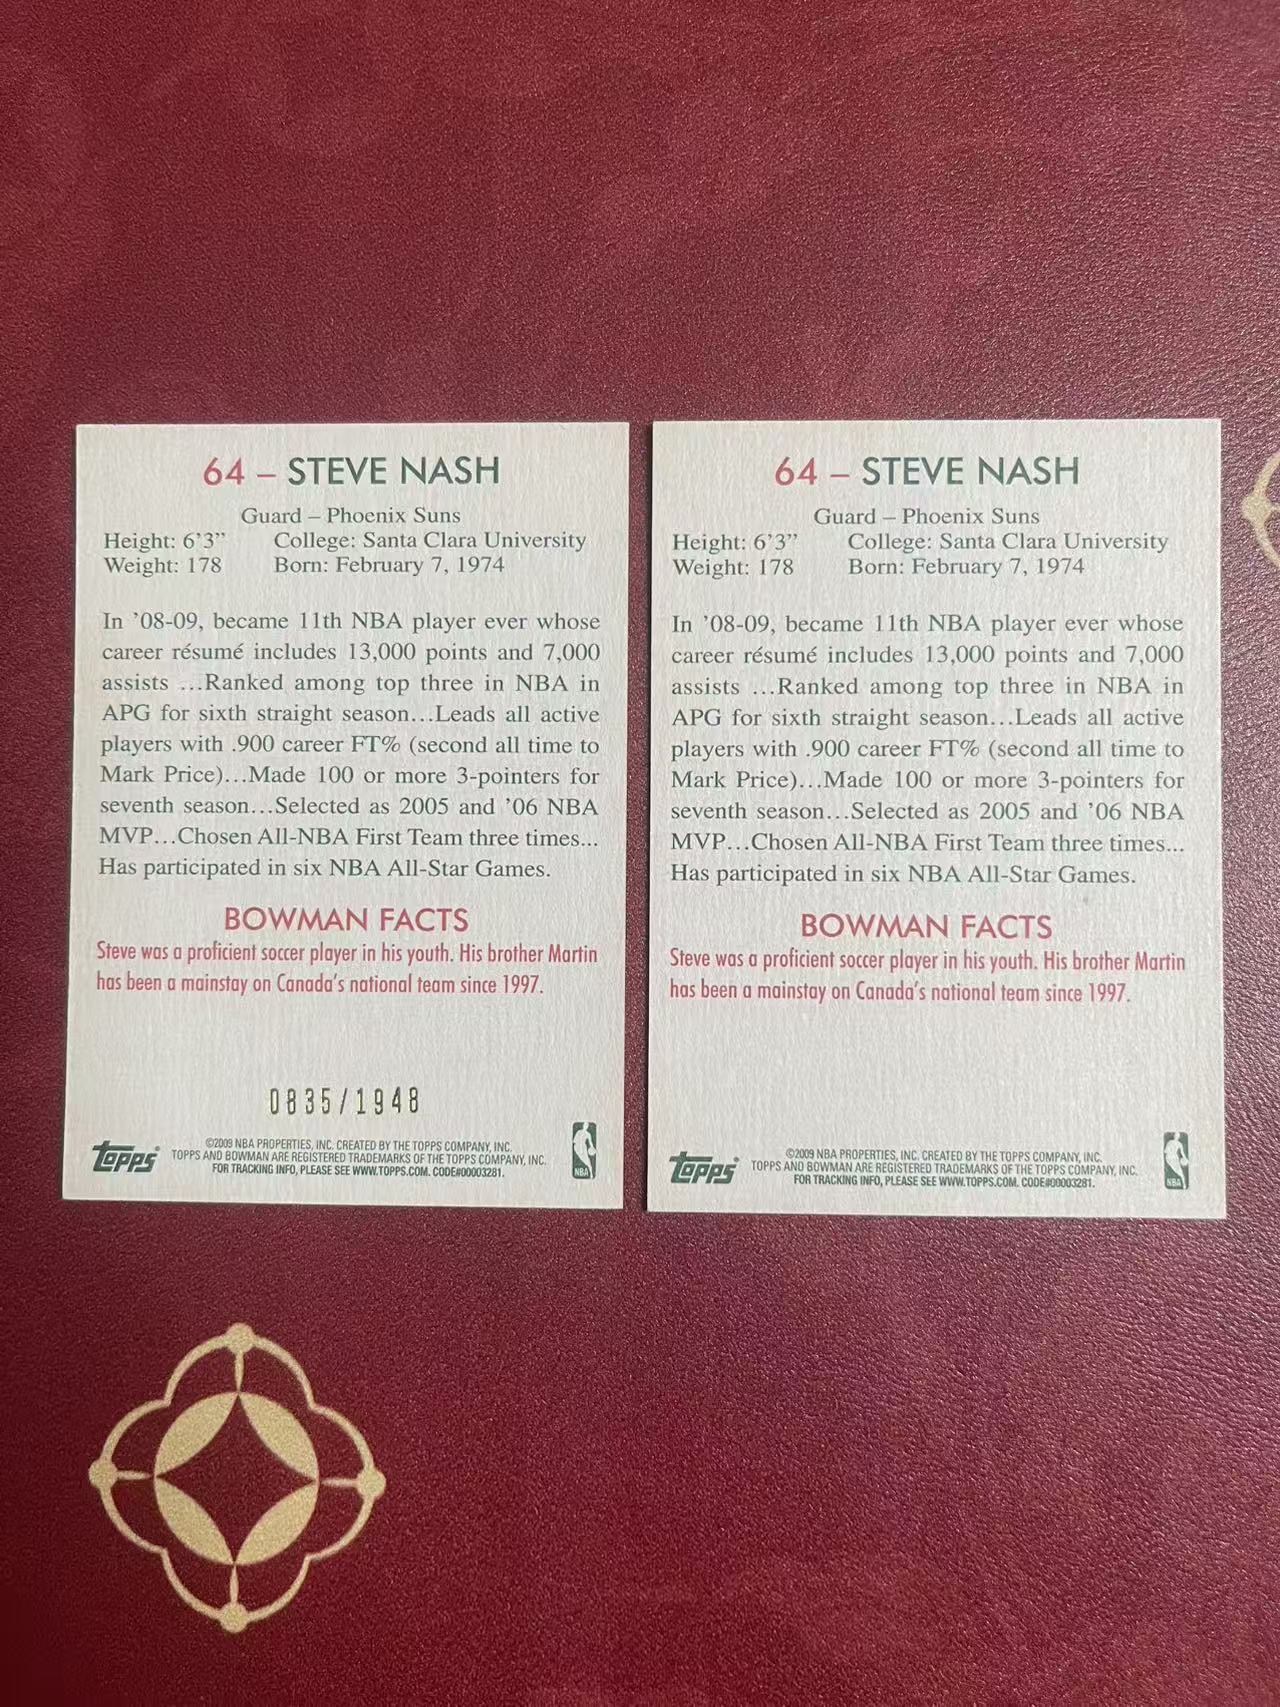 64 – STEVE NASH
Guard – Phoenix Suns
Height: 6’3” College: Santa Clara University
Weight: 178 Born: February 7, 1974
In ’08-09, became 11th NBA player ever whose
career résumé includes 13,000 points and 7,000
assists ...Ranked among top three in NBA in
APG for sixth straight season...Leads all active
players with .900 career FT% (second all time to
Mark Price)...Made 100 or more 3-pointers for
seventh season...Selected as 2005 and ’06 NBA
MVP...Chosen All-NBA First Team three times...
Has participated in six NBA All-Star Games.
BOWMAN FACTS
Steve was a proficient soccer player in his youth. His brother Martin
has been a mainstay on Canada’s national team since 1997.
0835/1948
topps
©2009 NBA PROPERTIES, INC. CREATED BY THE TOPPS COMPANY, INC.
TOPPS AND BOWMAN ARE REGISTERED TRADEMARKS OF THE TOPPS COMPANY, INC.
FOR TRACKING INFO, PLEASE SEE WWW.TOPPS.COM. CODE#00003281.
NBA
64 – STEVE NASH
Guard – Phoenix Suns
Height: 6’3” College: Santa Clara University
Weight: 178 Born: February 7, 1974
In ’08-09, became 11th NBA player ever whose
career résumé includes 13,000 points and 7,000
assists ...Ranked among top three in NBA in
APG for sixth straight season...Leads all active
players with .900 career FT% (second all time to
Mark Price)...Made 100 or more 3-pointers for
seventh season...Selected as 2005 and ’06 NBA
MVP...Chosen All-NBA First Team three times...
Has participated in six NBA All-Star Games.
BOWMAN FACTS
Steve was a proficient soccer player in his youth. His brother Martin
has been a mainstay on Canada’s national team since 1997.
topps
©2009 NBA PROPERTIES, INC. CREATED BY THE TOPPS COMPANY, INC.
TOPPS AND BOWMAN ARE REGISTERED TRADEMARKS OF THE TOPPS COMPANY, INC.
FOR TRACKING INFO, PLEASE SEE WWW.TOPPS.COM. CODE#00003281.
NBA